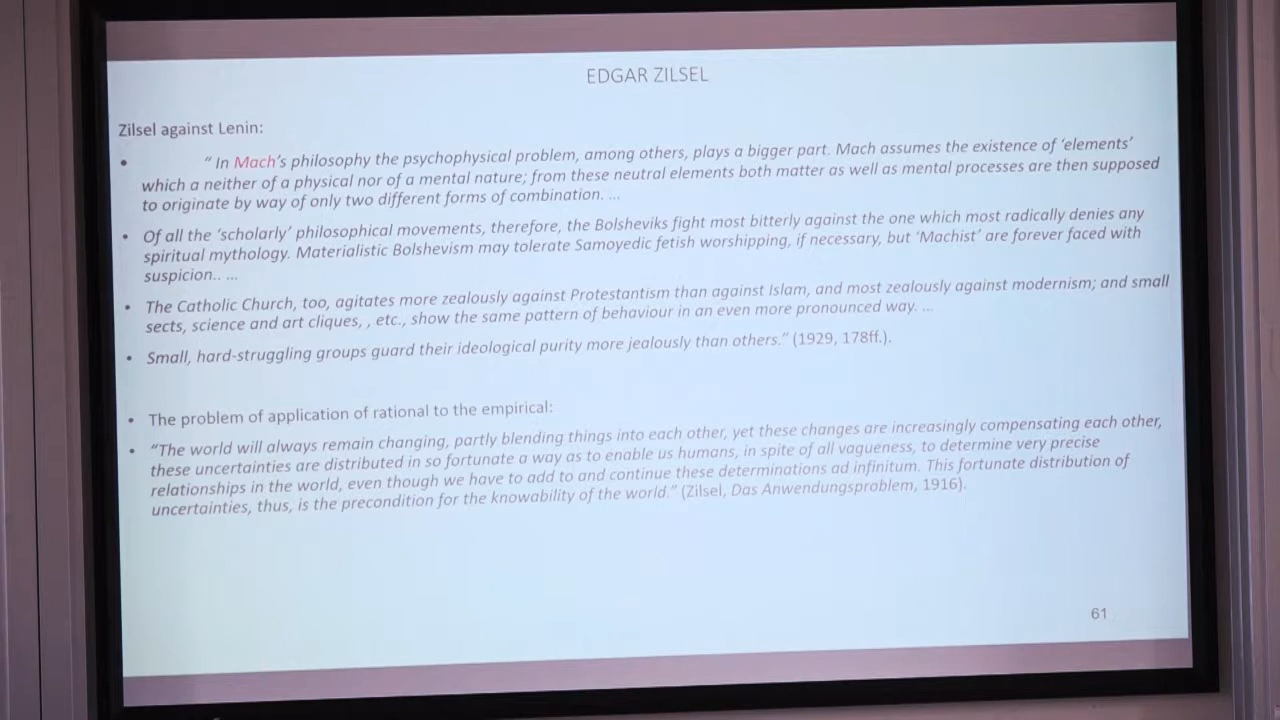 EDGAR ZILSEL
Zilsel against Lenin:
• “ In Mach's philosophy the psychophysical problem, among others, plays a bigger part. Mach assumes the existence of ‘elements’
which a neither of a physical nor of a mental nature; from these neutral elements both matter as well as mental processes are then supposed
to originate by way of only two different forms of combination. ...
• Of all the ‘scholarly’ philosophical movements, therefore, the Bolsheviks fight most bitterly against the one which most radically denies any
spiritual mythology. Materialistic Bolshevism may tolerate Samoyedic fetish worshipping, if necessary, but ‘Machist’ are forever faced with
suspicion.. ...
• The Catholic Church, too, agitates more zealously against Protestantism than against Islam, and most zealously against modernism; and small
sects, science and art cliques, , etc., show the same pattern of behaviour in an even more pronounced way. ...
• Small, hard-struggling groups guard their ideological purity more jealously than others.” (1929, 178ff.).
• The problem of application of rational to the empirical:
• “The world will always remain changing, partly blending things into each other, yet these changes are increasingly compensating each other,
these uncertainties are distributed in so fortunate a way as to enable us humans, in spite of all vagueness, to determine very precise
relationships in the world, even though we have to add to and continue these determinations ad infinitum. This fortunate distribution of
uncertainties, thus, is the precondition for the knowability of the world.” (Zilsel, Das Anwendungsproblem, 1916).
61